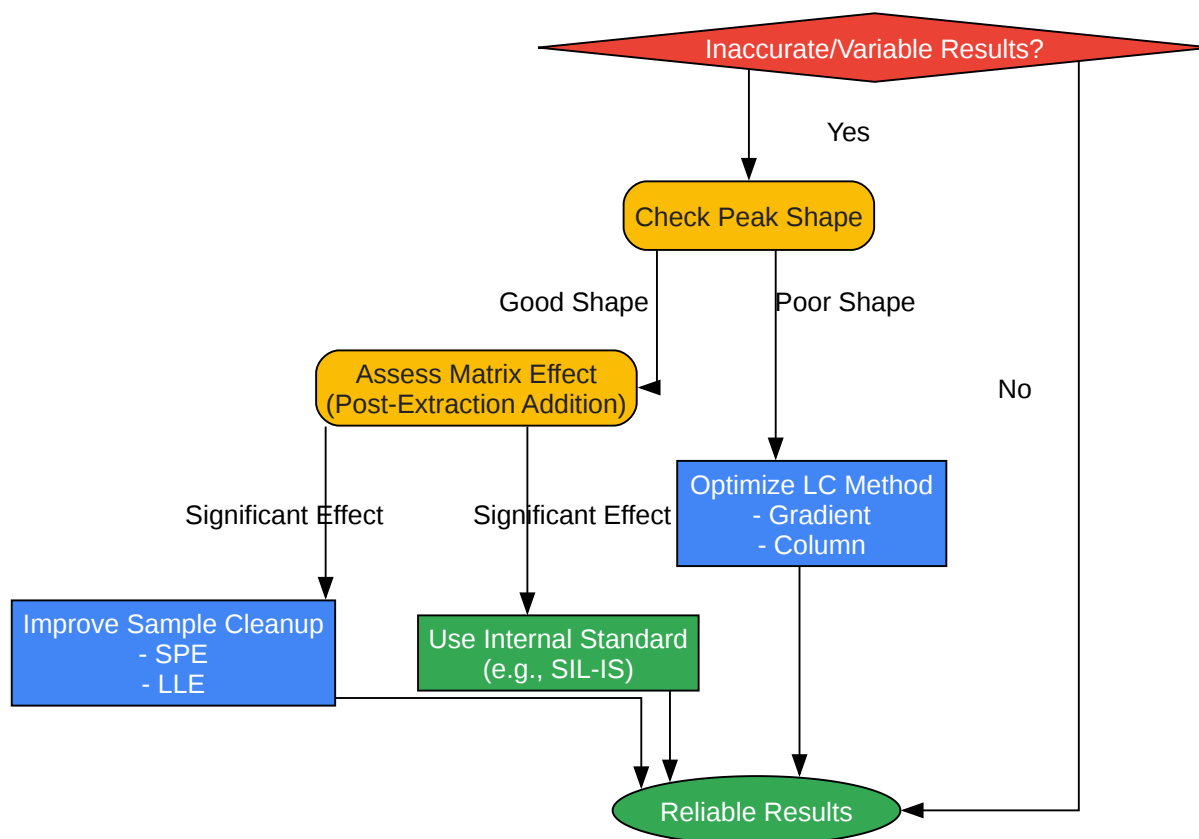 Inaccurate/Variable Results?
Yes
Check Peak Shape
Good Shape
Poor Shape
Assess Matrix Effect
(Post-Extraction Addition)
No
Optimize LC Method
- Gradient
- Column
Significant Effect
Significant Effect
Improve Sample Cleanup
- SPE
- LLE
Use Internal Standard
(e.g., SIL-IS)
Reliable Results